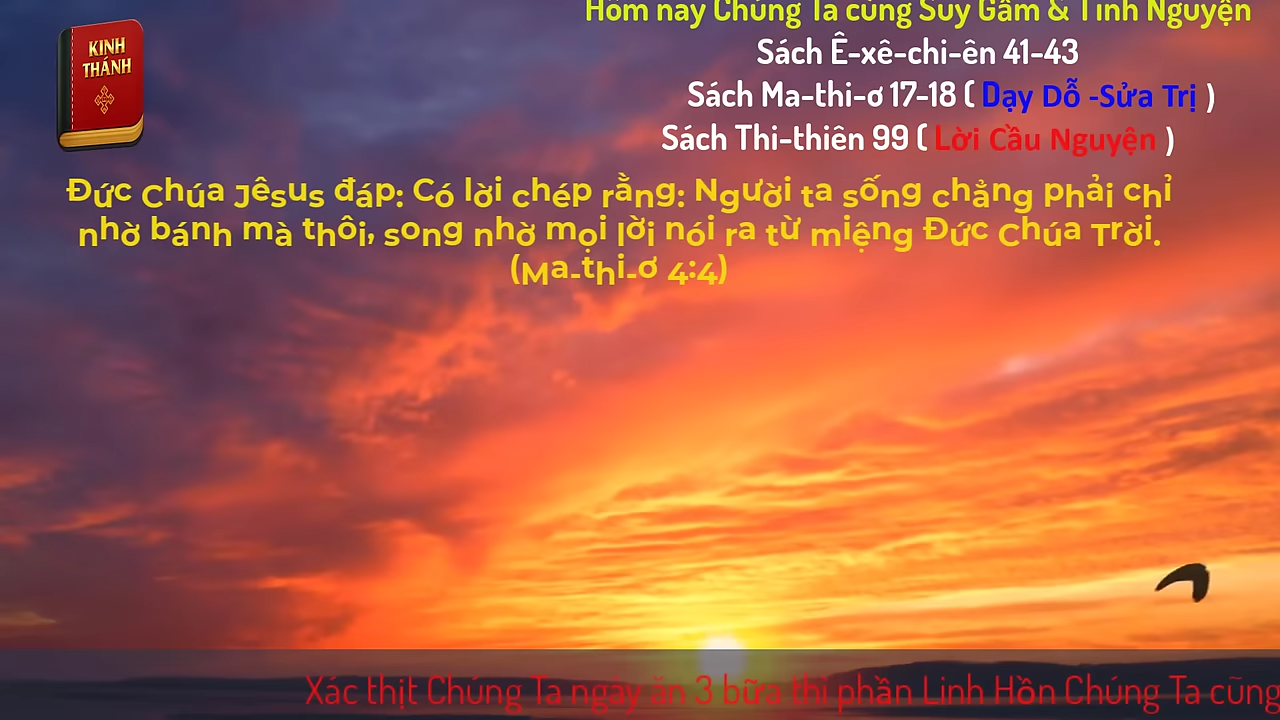 KINH
THÁNH
Hôm nay Chúng Ta cùng Suy Gẫm & Tĩnh Nguyện
Sách Ê-xê-chi-ên 41-43
Sách Ma-thi-ơ 17-18 ( Dạy Dỗ -Sửa Trị )
Sách Thi-thiên 99 ( Lời Cầu Nguyện )
Đức Chúa Jêsus đáp: Có lời chép rằng: Người ta sống chẳng phải chỉ
nhờ bánh mà thôi, song nhờ mọi lời nói ra từ miệng Đức Chúa Trời.
(Ma-thi-ơ 4:4)
Xác thịt Chúng Ta ngày ăn 3 bữa thì phần Linh Hồn Chúng Ta cũng